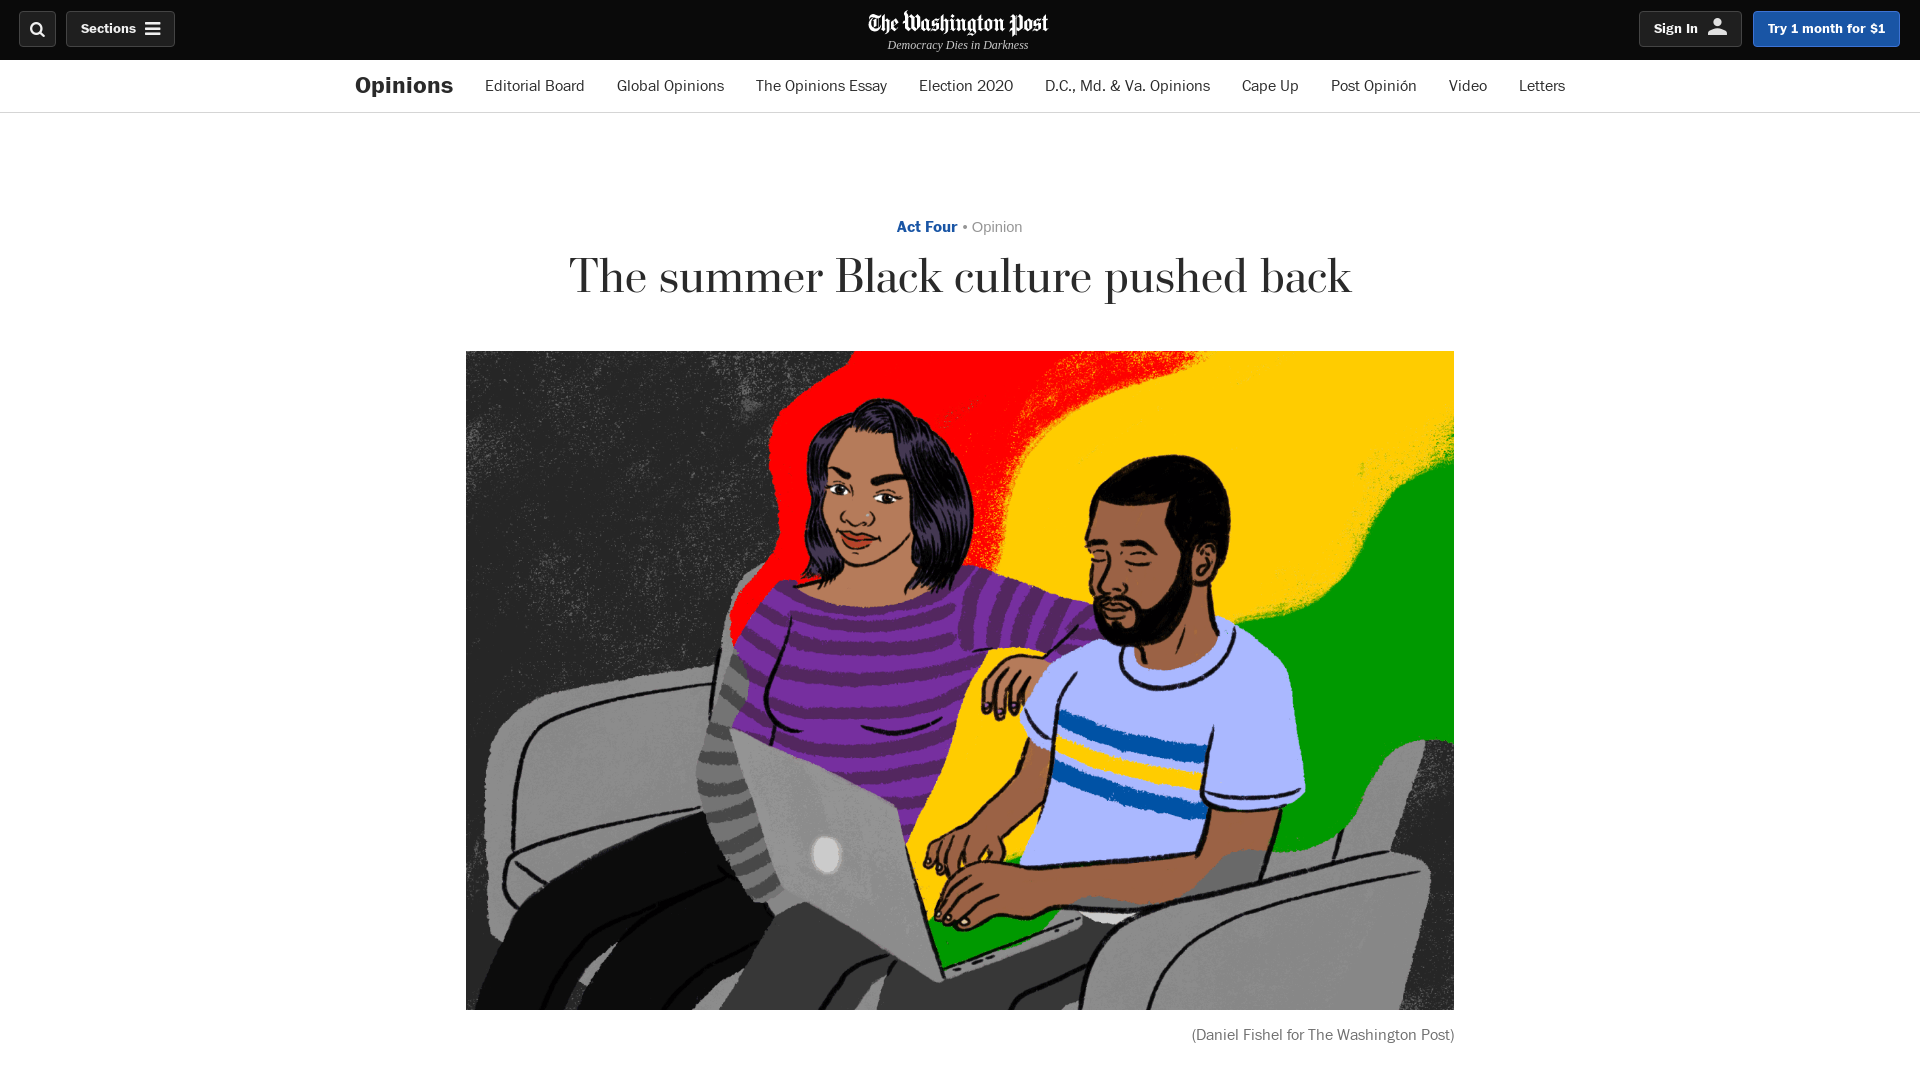 Sections
The Washington Post
Democracy Dies in Darkness
Sign In
Try 1 month for $1
Opinions
Editorial Board
Global Opinions
The Opinions Essay
Election 2020
D.C., Md. & Va. Opinions
Cape Up
Post Opinión
Video
Letters
Act Four • Opinion
The summer Black culture pushed back
(Daniel Fishel for The Washington Post)